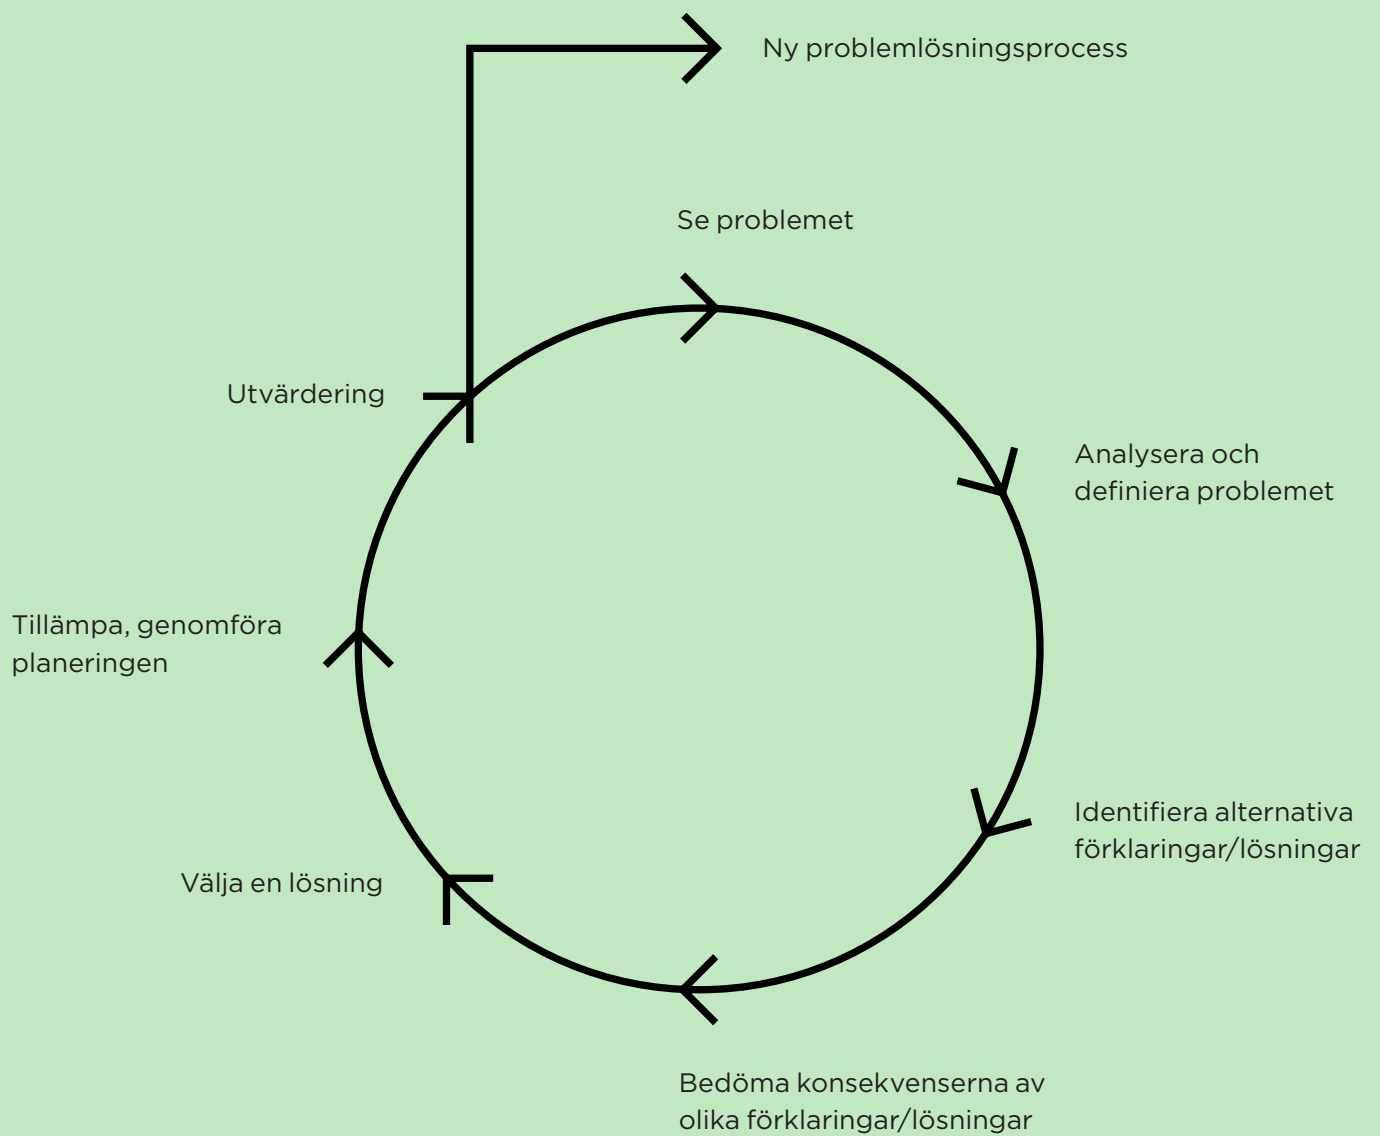 Ny problemlösningsprocess
Se problemet
Utvärdering
Analysera och
definiera problemet
Tillämpa, genomföra
planeringen
Identifiera alternativa
förklaringar/lösningar
Välja en lösning
Bedöma konsekvenserna av
olika förklaringar/lösningar